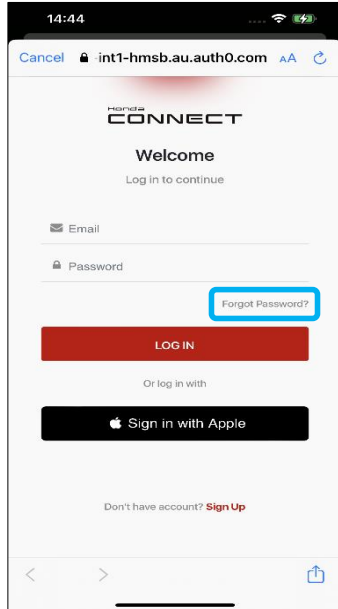 14:44
Cancel int1-hmsb.au.auth0.com AA
Honda
CONNECT
Welcome
Log in to continue
Email
Password
Forgot Password?
LOG IN
Or log in with
Sign in with Apple
Don't have account? Sign Up